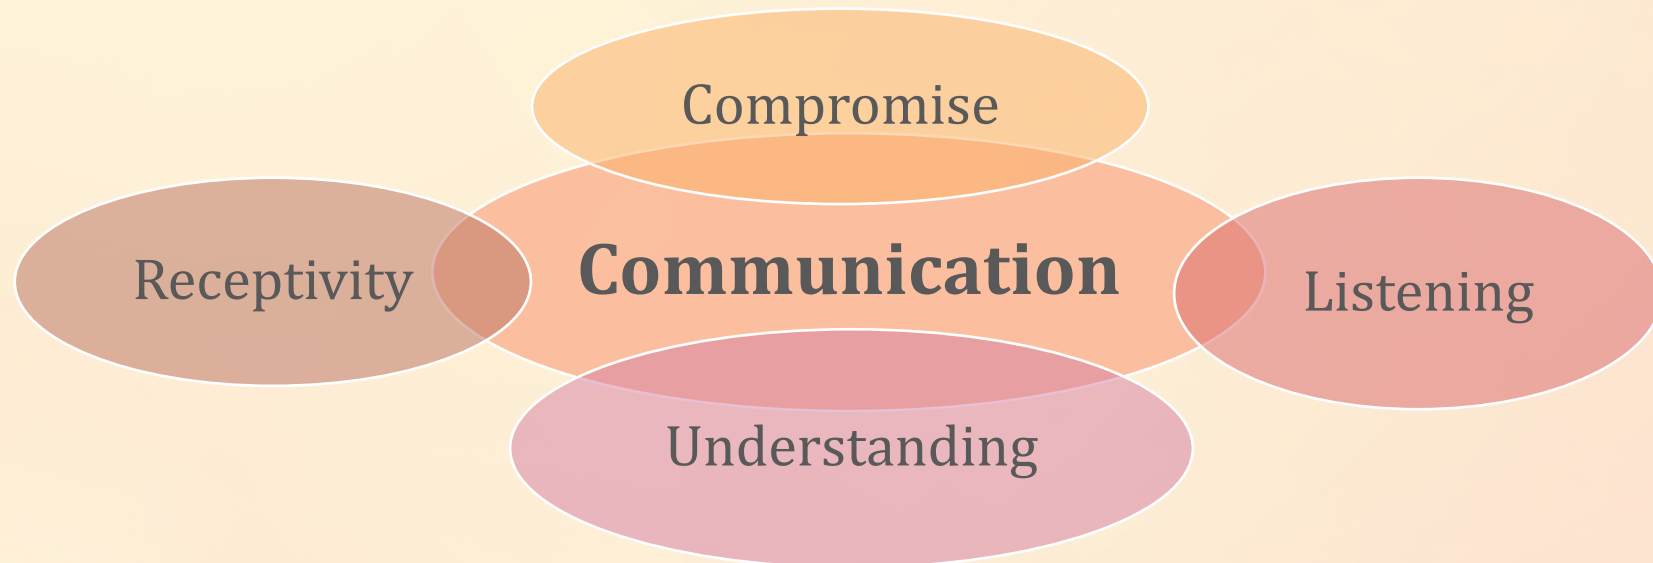 Compromise
Receptivity
Communication
Listening
Understanding